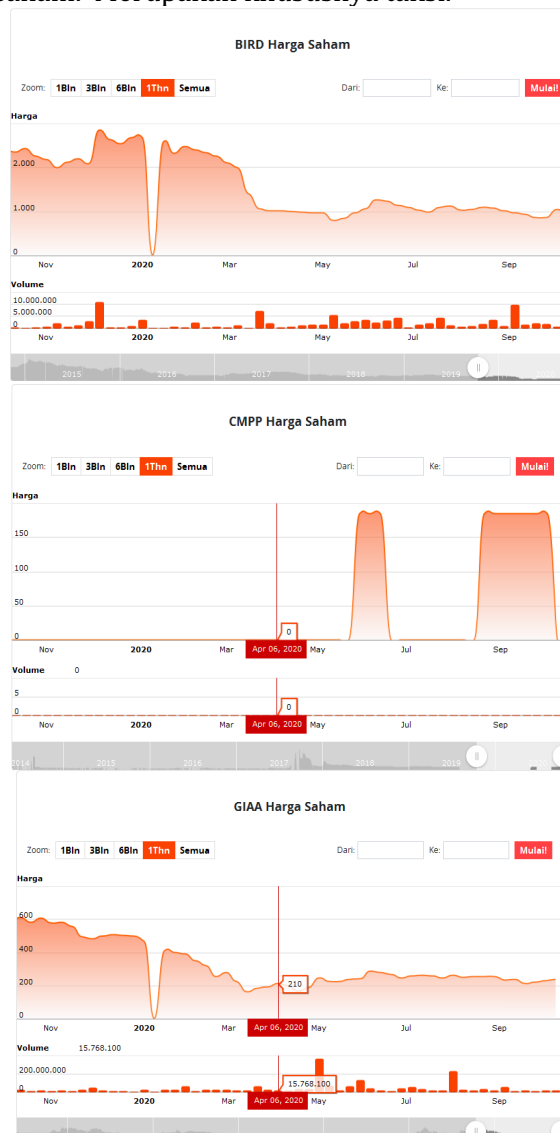 BIRD Harga Saham
Zoom: 1Bln 3Bln 6Bln 1Thn Semua Dari: Ke: Mulai!
Harga
2.000
1.000
0
Nov 2020 Mar May Jul Sep
Volume
10.000.000
5.000.000
0
Nov 2020 Mar May Jul Sep
2015 2016 2017 2018 2019 2020
CMPP Harga Saham
Zoom: 1Bln 3Bln 6Bln 1Thn Semua Dari: Ke: Mulai!
Harga
150
100
50
0
0
Nov 2020 Mar Apr 06, 2020 May Jul Sep
Volume 0
5
0
0
Nov 2020 Mar Apr 06, 2020 May Jul Sep
2014 2015 2016 2017 2018 2019 2020
GIAA Harga Saham
Zoom: 1Bln 3Bln 6Bln 1Thn Semua Dari: Ke: Mulai!
Harga
600
400
200
210
0
Nov 2020 Mar Apr 06, 2020 May Jul Sep
Volume 15.768.100
200.000.000
0
15.768.100
Nov 2020 Mar Apr 06, 2020 May Jul Sep